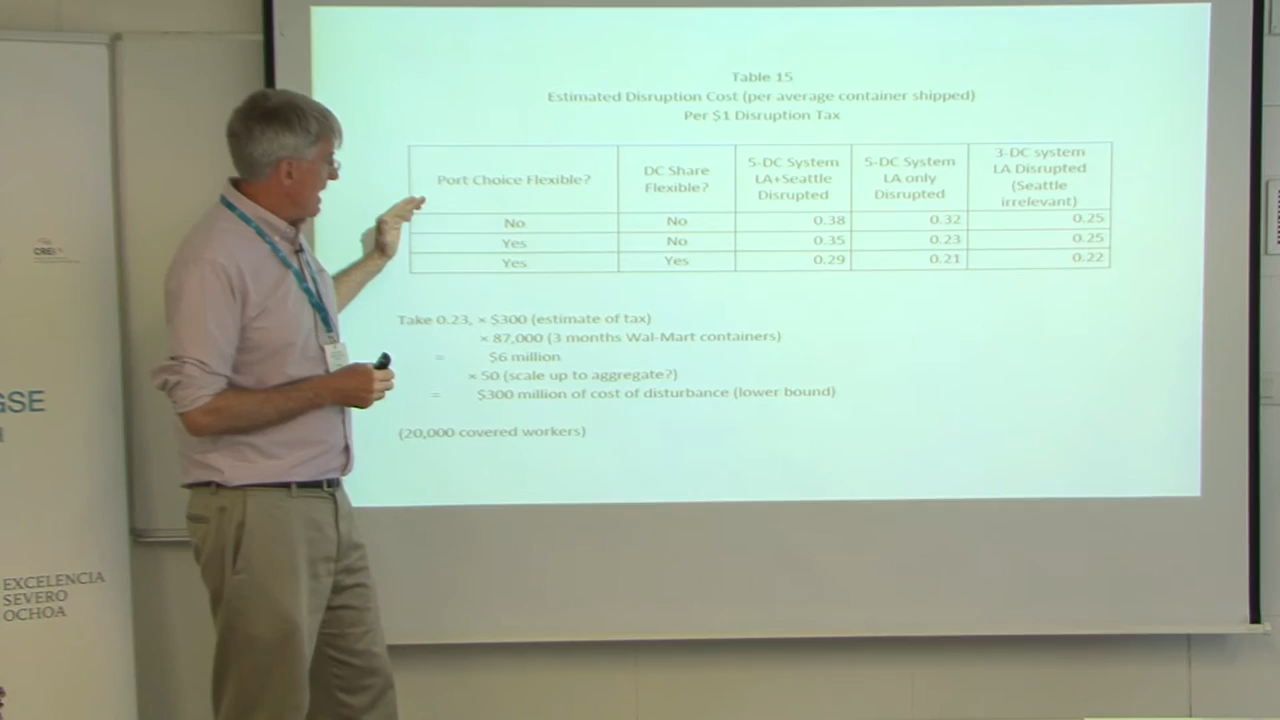 Table 15
Estimated Disruption Cost (per average container shipped)
Per $1 Disruption Tax
Port Choice Flexible? DC Share Flexible? 5-DC System LA+Seattle Disrupted 5-DC System LA only Disrupted 3-DC system LA Disrupted (Seattle irrelevant)
No No 0.38 0.32 0.25
Yes No 0.35 0.23 0.25
Yes Yes 0.29 0.21 0.22
Take 0.23, × $300 (estimate of tax)
× 87,000 (3 months Wal-Mart containers)
= $6 million
× 50 (scale up to aggregate?)
= $300 million of cost of disturbance (lower bound)
(20,000 covered workers)
CREI
GSE
EXCELENCIA
SEVERO
OCHOA